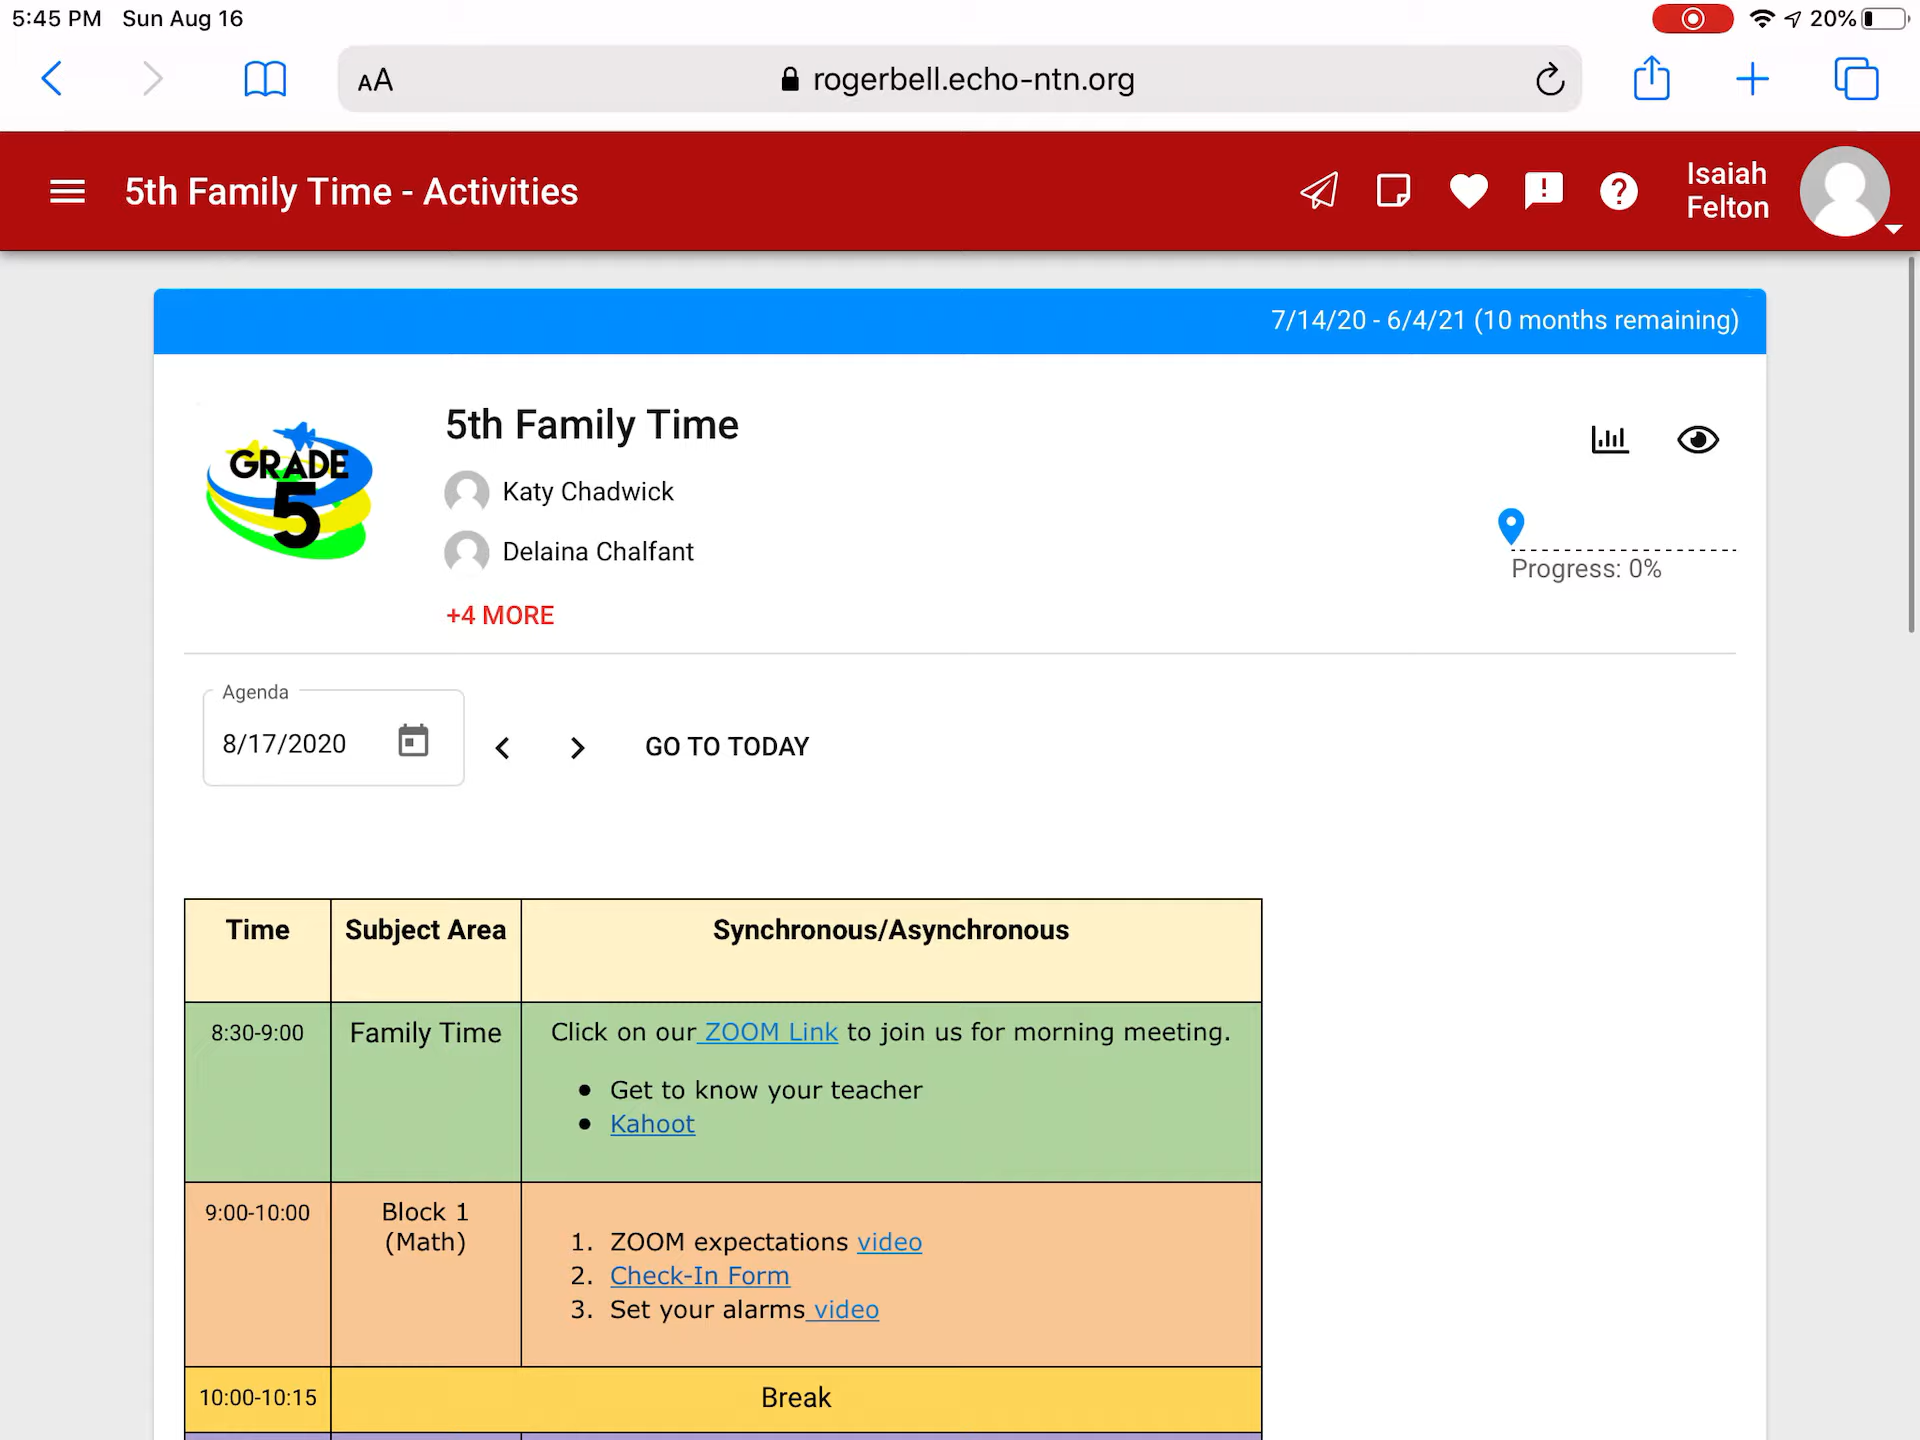 5:45 PM Sun Aug 16
20%
AA
rogerbell.echo-ntn.org
5th Family Time - Activities
Isaiah
Felton
7/14/20 - 6/4/21 (10 months remaining)
GRADE
5
5th Family Time
Katy Chadwick
Delaina Chalfant
+4 MORE
Progress: 0%
Agenda
8/17/2020
GO TO TODAY
Time Subject Area Synchronous/Asynchronous
8:30-9:00 Family Time Click on our ZOOM Link to join us for morning meeting.
• Get to know your teacher
• Kahoot
9:00-10:00 Block 1
(Math)
1. ZOOM expectations video
2. Check-In Form
3. Set your alarms video
10:00-10:15 Break